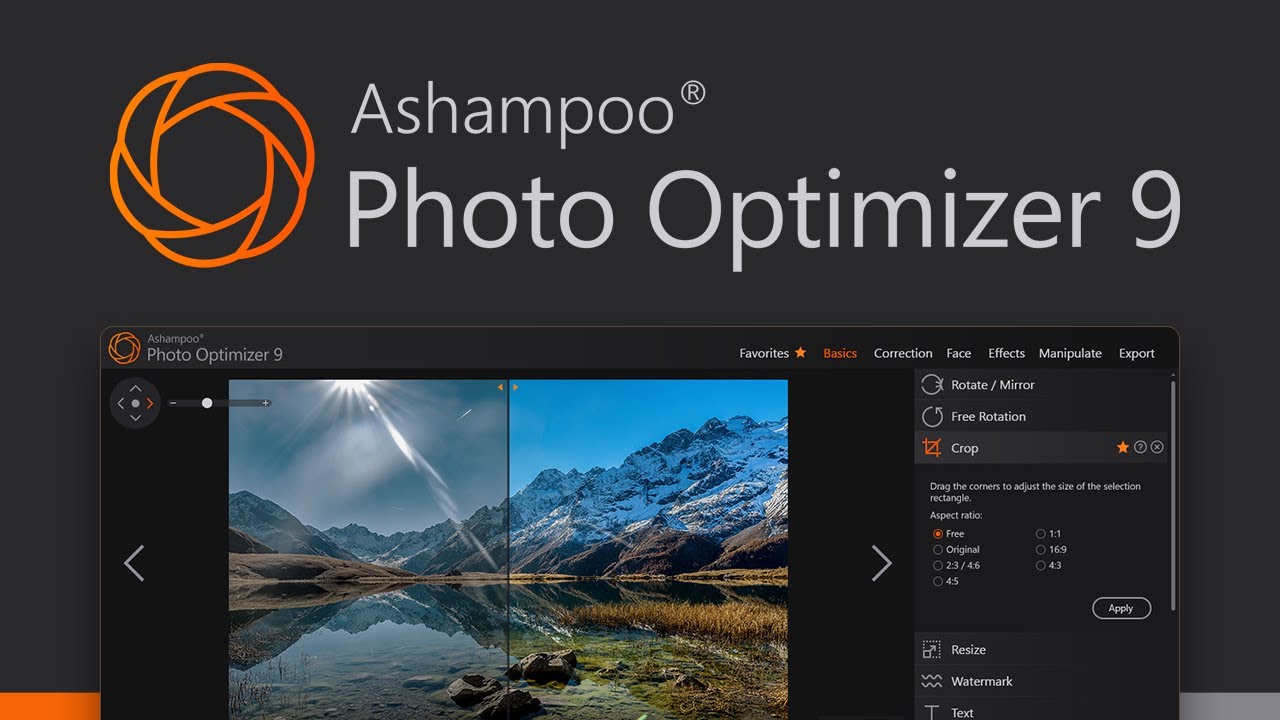 Ashampoo®
Photo Optimizer 9
Ashampoo®
Photo Optimizer 9
Favorites Basics Correction Face Effects Manipulate Export
Rotate / Mirror
Free Rotation
Crop
Drag the corners to adjust the size of the selection
rectangle.
Aspect ratio:
Free 1:1
Original 16:9
2:3 / 4:6 4:3
4:5
Apply
Resize
Watermark
Text